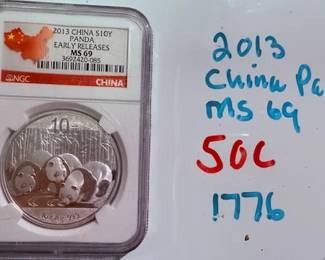 2013 CHINA S10Y
PANDA
EARLY RELEASES
MS 69
3692420-085
NGC
CHINA
10
2013
China Pa
MS 69
50C
1776